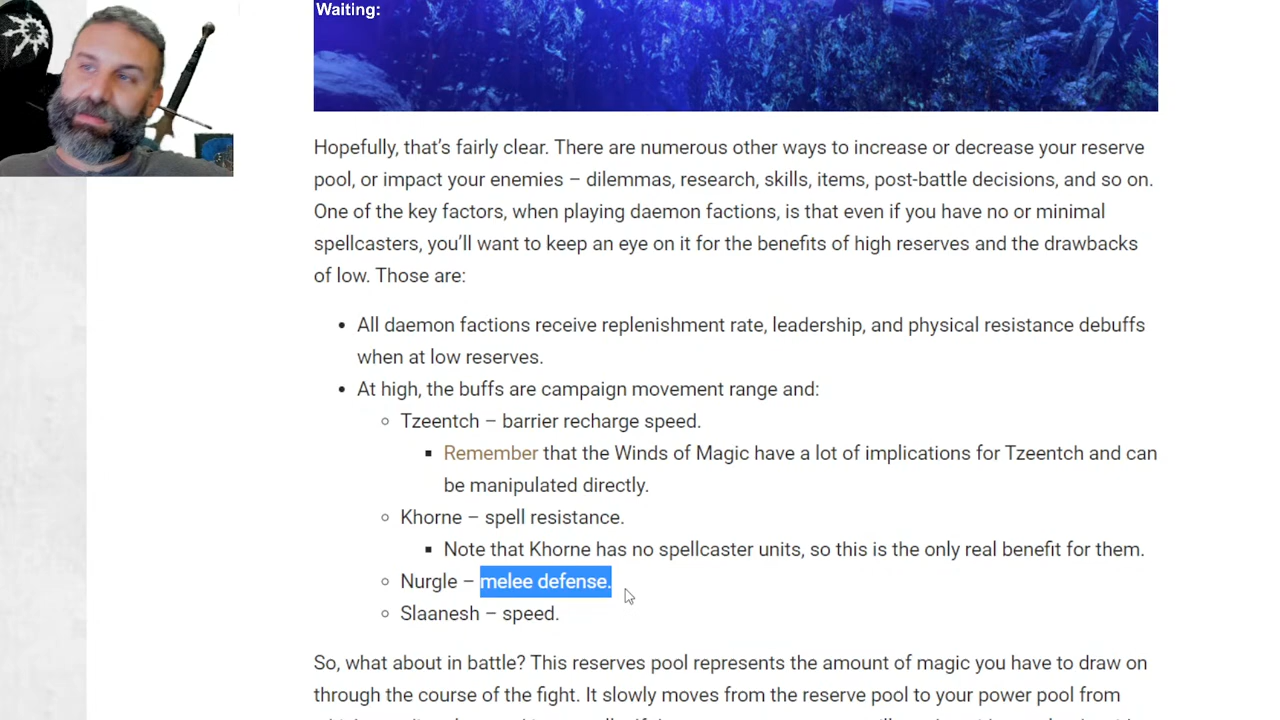 Waiting:
Hopefully, that's fairly clear. There are numerous other ways to increase or decrease your reserve
pool, or impact your enemies – dilemmas, research, skills, items, post-battle decisions, and so on.
One of the key factors, when playing daemon factions, is that even if you have no or minimal
spellcasters, you'll want to keep an eye on it for the benefits of high reserves and the drawbacks
of low. Those are:
• All daemon factions receive replenishment rate, leadership, and physical resistance debuffs
when at low reserves.
• At high, the buffs are campaign movement range and:
○ Tzeentch – barrier recharge speed.
▪ Remember that the Winds of Magic have a lot of implications for Tzeentch and can
be manipulated directly.
○ Khorne – spell resistance.
▪ Note that Khorne has no spellcaster units, so this is the only real benefit for them.
○ Nurgle – melee defense.
○ Slaanesh – speed.
So, what about in battle? This reserves pool represents the amount of magic you have to draw on
through the course of the fight. It slowly moves from the reserve pool to your power pool from